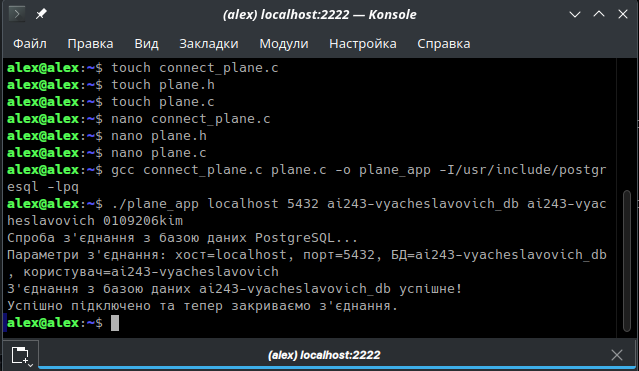 (alex) localhost:2222 — Konsole
Файл Правка Вид Закладки Модули Настройка Справка
alex@alex:~$ touch connect_plane.c
alex@alex:~$ touch plane.h
alex@alex:~$ touch plane.c
alex@alex:~$ nano connect_plane.c
alex@alex:~$ nano plane.h
alex@alex:~$ nano plane.c
alex@alex:~$ gcc connect_plane.c plane.c -o plane_app -I/usr/include/postgr
esql -lpq
alex@alex:~$ ./plane_app localhost 5432 ai243-vyacheslavovich_db ai243-vyac
heslavovich 0109206kim
Спроба з'єднання з базою даних PostgreSQL...
Параметри з'єднання: хост=localhost, порт=5432, БД=ai243-vyacheslavovich_db
, користувач=ai243-vyacheslavovich
З'єднання з базою даних ai243-vyacheslavovich_db успішне!
Успішно підключено та тепер закриваємо з'єднання.
alex@alex:~$
(alex) localhost:2222